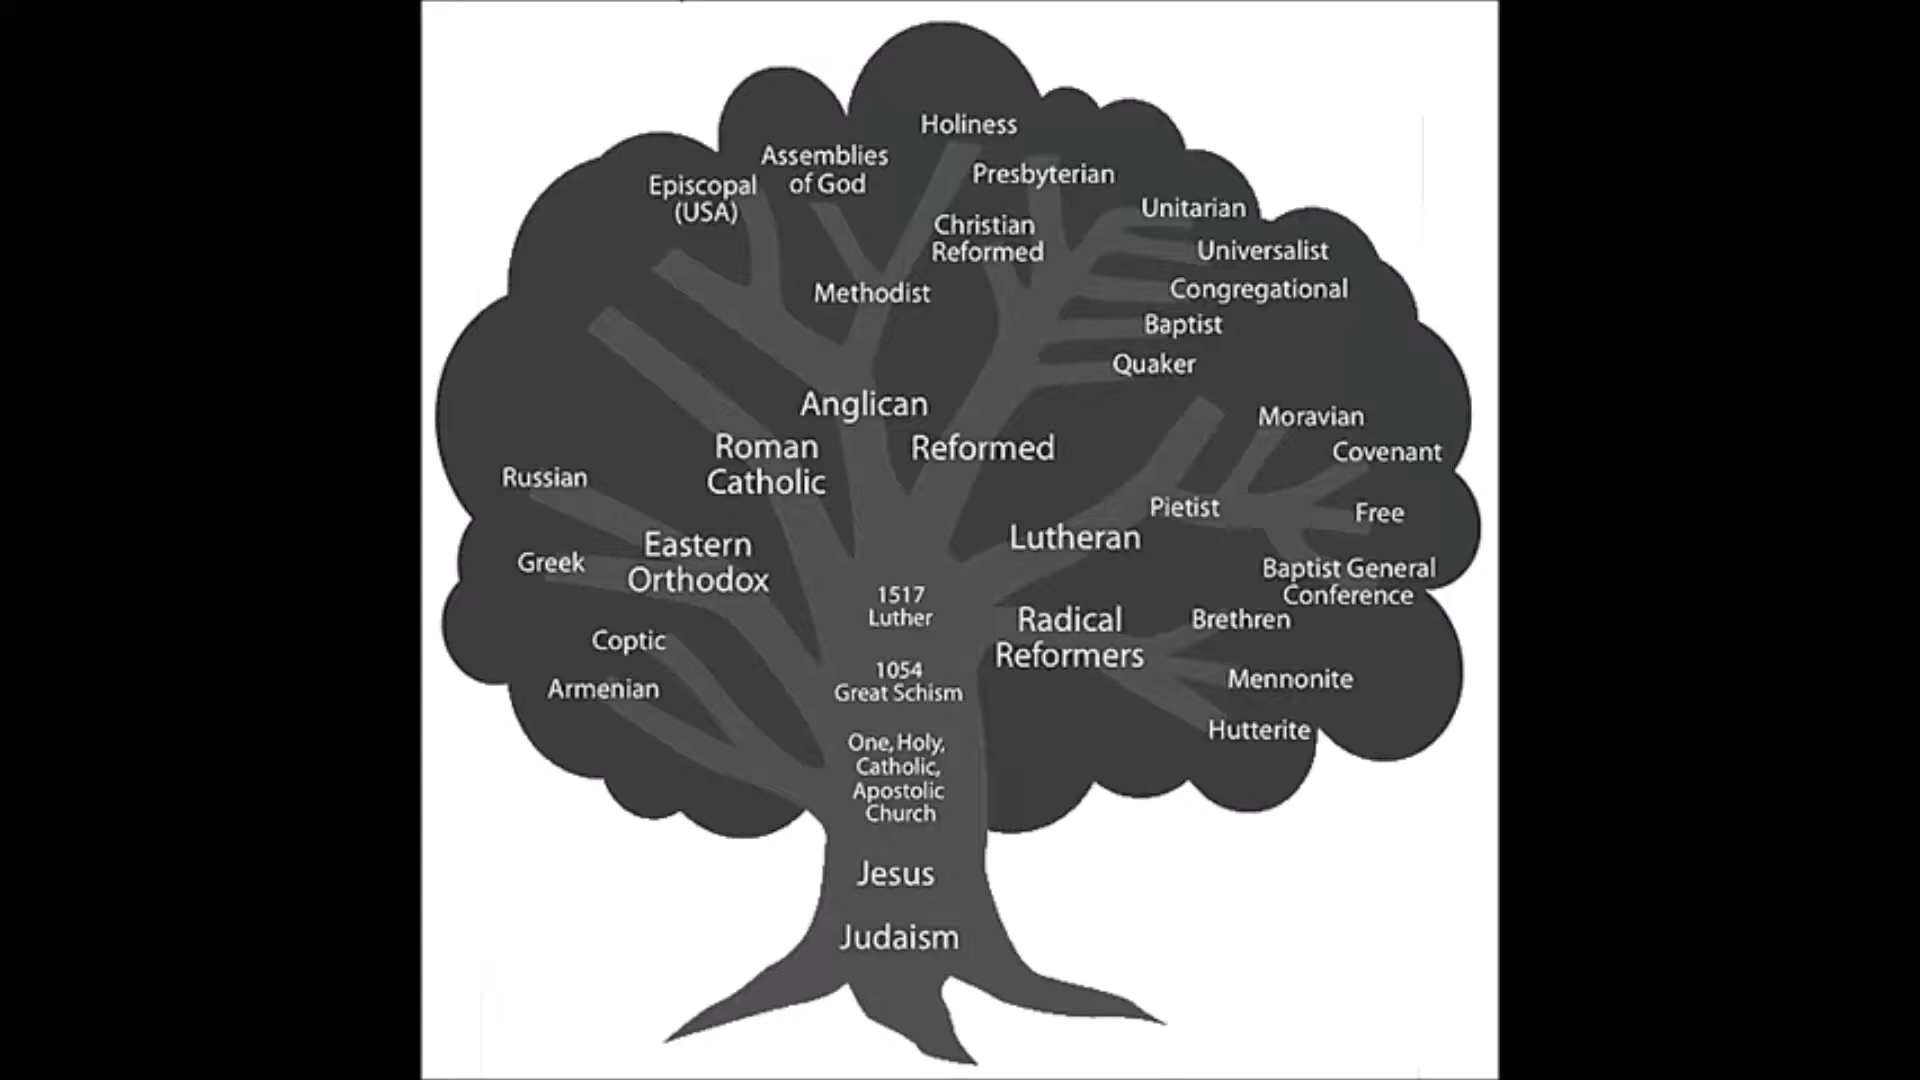 Holiness
Assemblies
of God
Presbyterian
Episcopal
(USA)
Unitarian
Christian
Reformed
Universalist
Methodist
Congregational
Baptist
Quaker
Anglican
Moravian
Roman
Catholic
Reformed
Covenant
Russian
Pietist
Free
Eastern
Orthodox
Lutheran
Greek
Baptist General
Conference
1517
Luther
Radical
Reformers
Brethren
Coptic
1054
Great Schism
Armenian
Mennonite
Hutterite
One, Holy,
Catholic,
Apostolic
Church
Jesus
Judaism